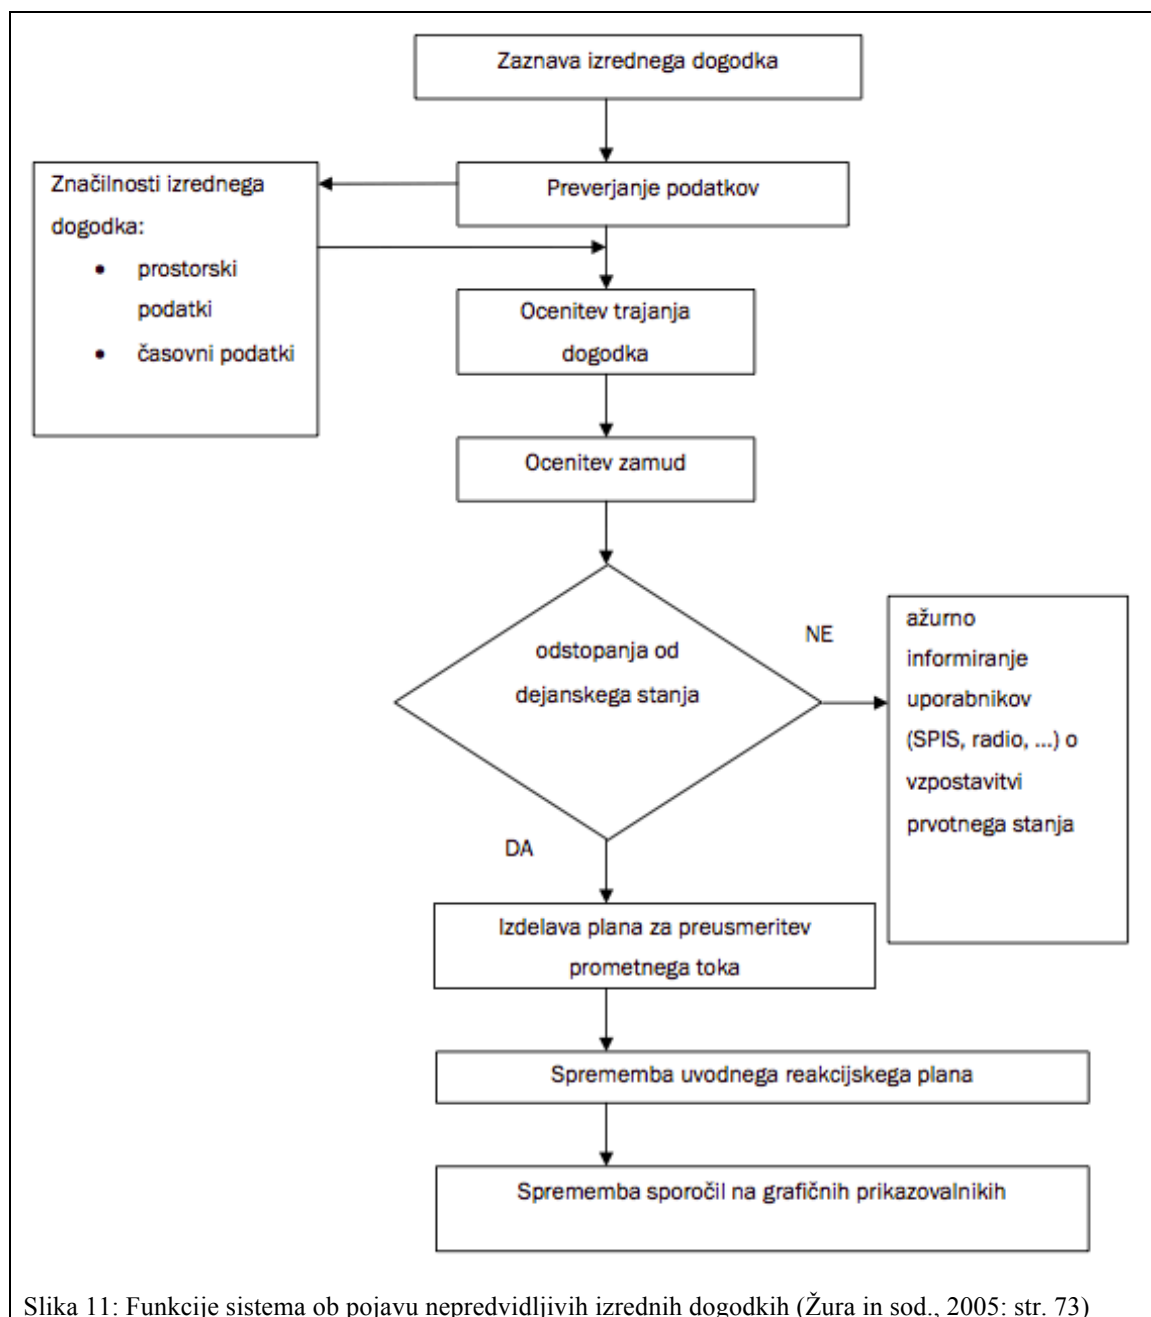 Zaznava izrednega dogodka
Preverjanje podatkov
Značilnosti izrednega
dogodka:
• prostorski
podatki
• časovni podatki
Ocenitev trajanja
dogodka
Ocenitev zamud
odstopanja od
dejanskega stanja
NE
ažurno
informiranje
uporabnikov
(SPIS, radio, ...) o
vzpostavitvi
prvotnega stanja
DA
Izdelava plana za preusmeritev
prometnega toka
Sprememba uvodnega reakcijskega plana
Sprememba sporočil na grafičnih prikazovalnikih
Slika 11: Funkcije sistema ob pojavu nepredvidljivih izrednih dogodkih (Žura in sod., 2005: str. 73)